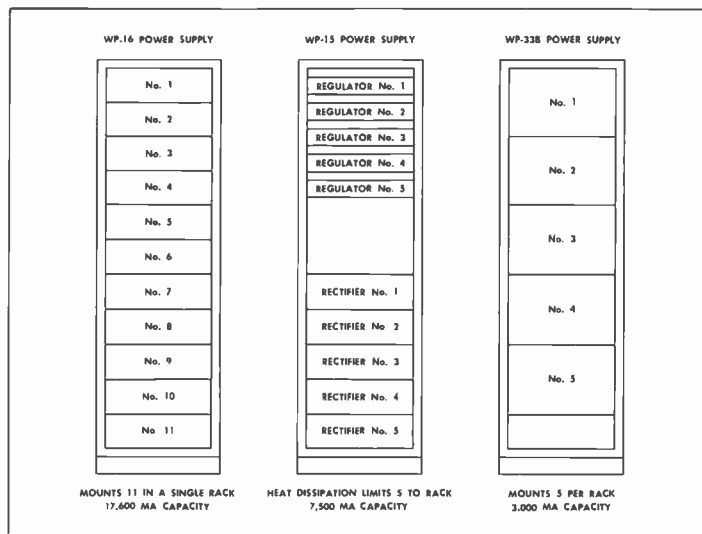 WP-16 POWER SUPPLY
No. 1
No. 2
No. 3
No. 4
No. 5
No. 6
No. 7
No. 8
No. 9
No. 10
No 11
MOUNTS 11 IN A SINGLE RACK
17,600 MA CAPACITY
WP-15 POWER SUPPLY
REGULATOR No. 1
REGULATOR No. 2
REGULATOR No. 3
REGULATOR No. 4
REGULATOR No. 5
RECTIFIER No. 1
RECTIFIER No 2
RECTIFIER No. 3
RECTIFIER No. 4
RECTIFIER No. 5
HEAT DISSIPATION LIMITS 5 TO RACK
7,500 MA CAPACITY
WP-33B POWER SUPPLY
No. 1
No. 2
No. 3
No. 4
No. 5
MOUNTS 5 PER RACK
3,000 MA CAPACITY